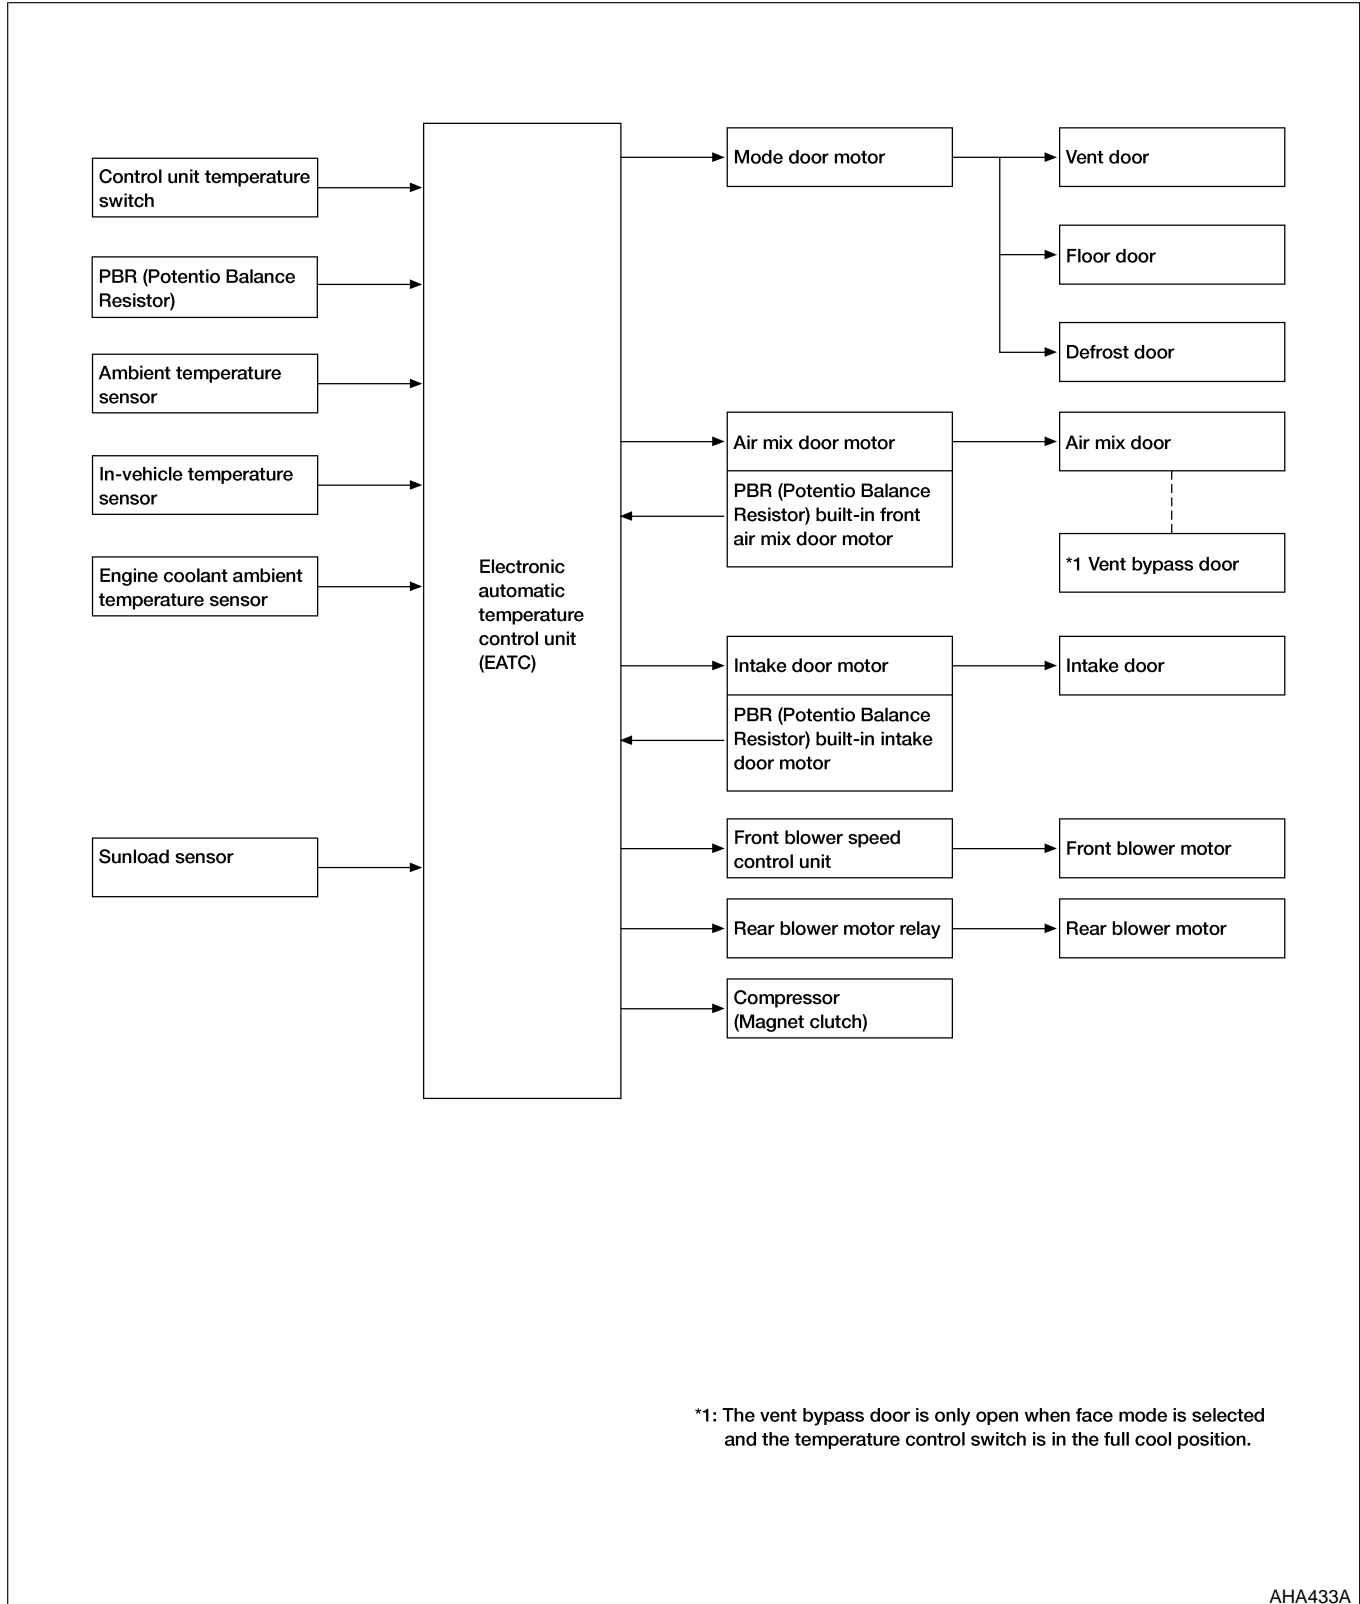 Control unit temperature
switch
PBR (Potentio Balance
Resistor)
Ambient temperature
sensor
In-vehicle temperature
sensor
Engine coolant ambient
temperature sensor
Sunload sensor
Electronic
automatic
temperature
control unit
(EATC)
Mode door motor
Vent door
Floor door
Defrost door
Air mix door motor
PBR (Potentio Balance
Resistor) built-in front
air mix door motor
Air mix door
*1 Vent bypass door
Intake door motor
PBR (Potentio Balance
Resistor) built-in intake
door motor
Intake door
Front blower speed
control unit
Front blower motor
Rear blower motor relay
Rear blower motor
Compressor
(Magnet clutch)
*1: The vent bypass door is only open when face mode is selected
and the temperature control switch is in the full cool position.
AHA433A